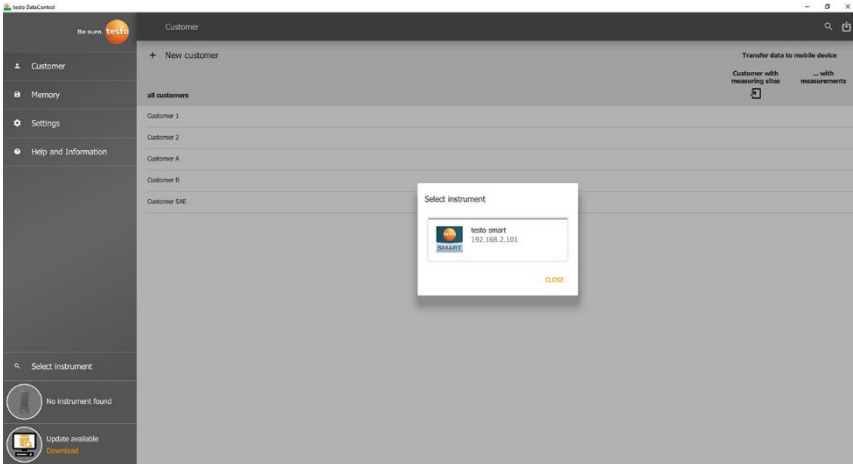 testo DataControl
Be sure. testo
Customer
+ New customer
Transfer data to mobile device
Customer with
measuring sites
... with
measurements
all customers
Customer 1
Customer 2
Customer A
Customer B
Customer SAE
Customer
Memory
Settings
Help and Information
Select instrument
testo smart
192.168.2.101
SMART
CLOSE
Select instrument
No instrument found
Update available
Download